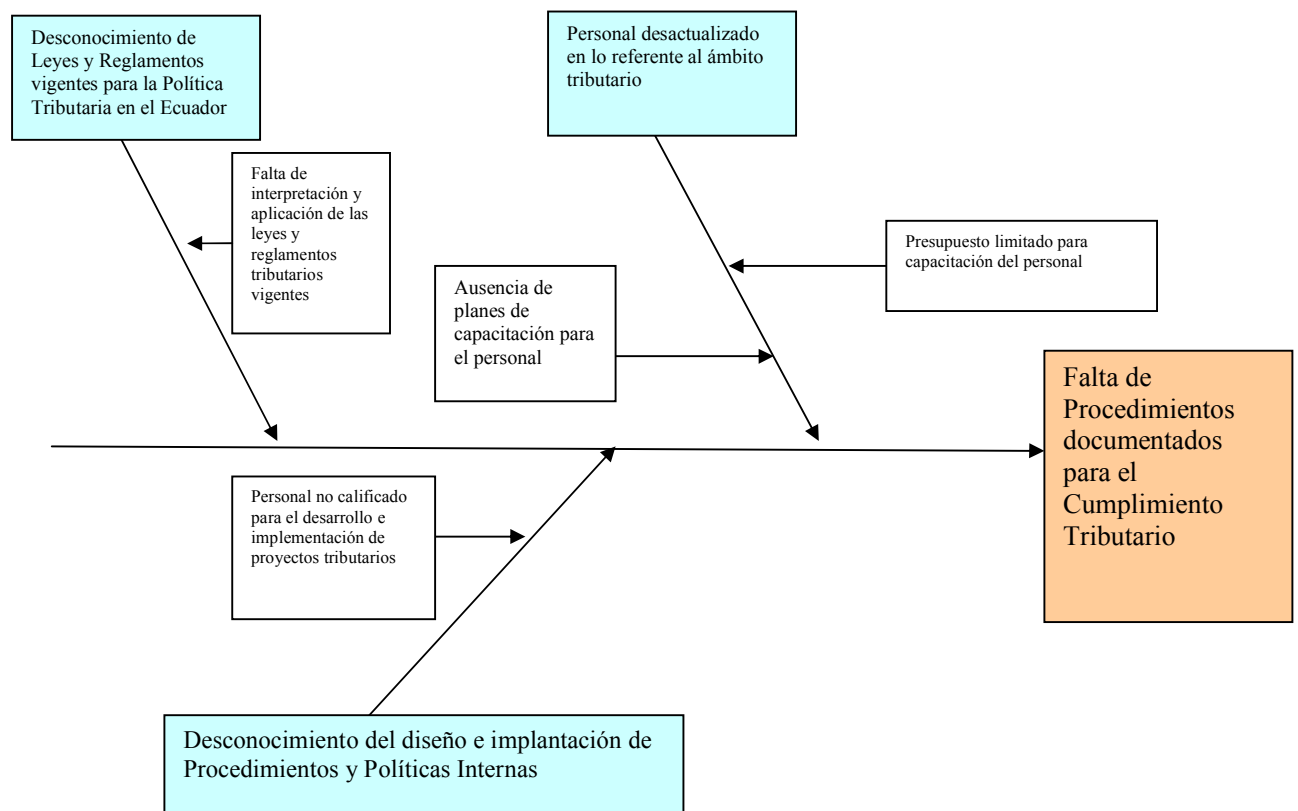 Desconocimiento de
Leyes y Reglamentos
vigentes para la Política
Tributaria en el Ecuador
Personal desactualizado
en lo referente al ámbito
tributario
Falta de
interpretación y
aplicación de las
leyes y
reglamentos
tributarios
vigentes
Presupuesto limitado para
capacitación del personal
Ausencia de
planes de
capacitación para
el personal
Falta de
Procedimientos
documentados
para el
Cumplimiento
Tributario
Personal no calificado
para el desarrollo e
implementación de
proyectos tributarios
Desconocimiento del diseño e implantación de
Procedimientos y Políticas Internas